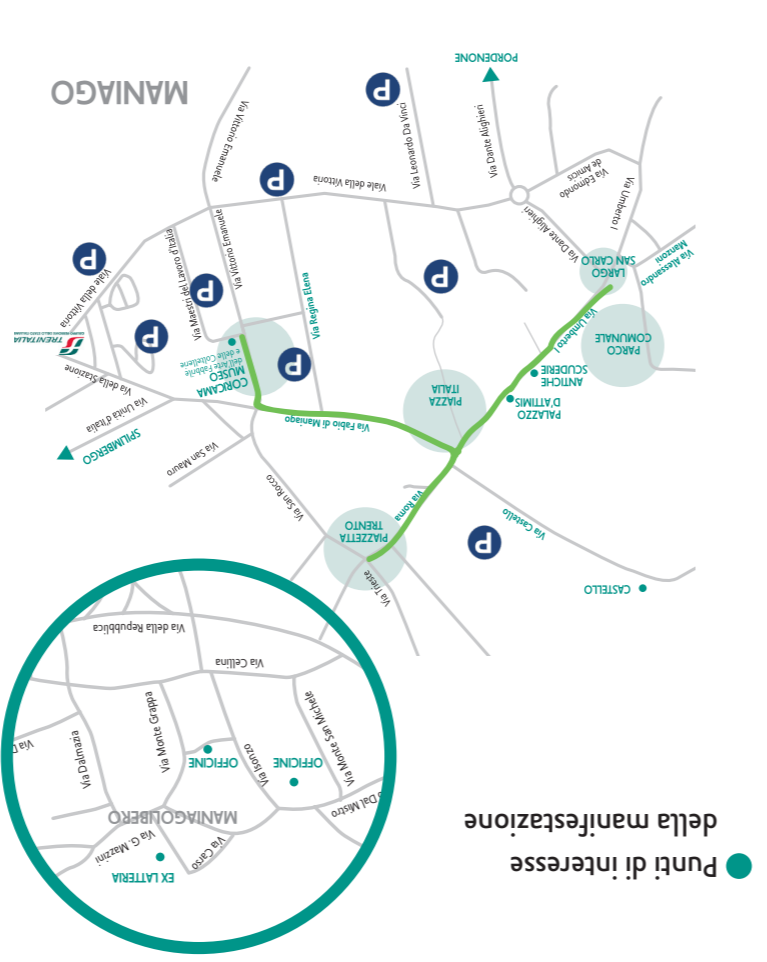 Punti di interesse
della manifestazione
EX LATTERIA
Via G. Mazzini
Via Carso
MANIAGOLIBERO
Dal Mistro
OFFICINE
OFFICINE
Via Isonzo
Via Monte San Michele
Via Monte Grappa
Via Dalmazia
Via D
Via Cellina
Via della Repubblica
CASTELLO
Via Trieste
PIAZZETTA
TRENTO
P
Via Castello
Via Roma
Via San Rocco
Via San Mauro
SPILIMBERGO
Via Unità d'Italia
Via della Stazione
TRENITALIA
GRUPPO FERROVIE DELLO STATO ITALIANE
Via Fabio di Maniago
PALAZZO
D'ATTIMIS
ANTICHE
SCUDERIE
PIAZZA
ITALIA
CORICAMA
MUSEO
dell'Arte Fabbrile
e delle Coltellerie
P
P
PARCO
COMUNALE
Via Umberto I
LARGO
SAN CARLO
Via Alessandro
Manzoni
P
Via Regina Elena
P
Via Maestri del Lavoro d'Italia
Via Vittorio Emanuele
P
Viale della Vittoria
Via Dante Alighieri
Via Umberto I
Via Edmondo
de Amicis
Viale della Vittoria
P
Via Dante Alighieri
Via Leonardo Da Vinci
Via Vittorio Emanuele
P
PORDENONE
MANIAGO